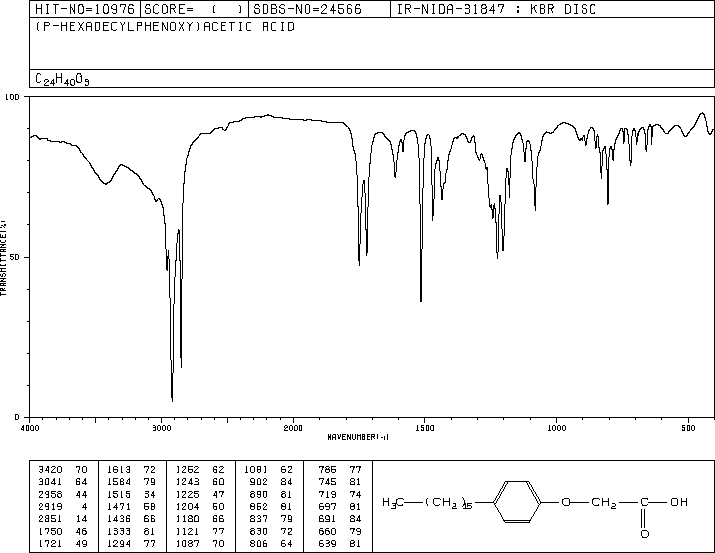 HIT-NO=10976 SCORE= ( ) SDBS-NO=24566 IR-NIDA-31847 : KBR DISC
(P-HEXADECYLPHENOXY)ACETIC ACID
C24H40O3
100
50
0
TRANSMITTANCE(%)
4000 3000 2000 1500 1000 500
WAVENUMBER(-1)
3420 70 1613 72 1262 62 1081 62 786 77
3041 64 1584 79 1243 60 902 84 745 81
2958 44 1515 34 1225 47 890 81 719 74
2919 4 1471 58 1204 50 862 81 697 81
2851 14 1436 66 1180 66 837 79 691 84
1750 46 1333 81 1121 77 830 72 660 79
1721 49 1294 77 1087 70 806 64 639 81
H3C (CH2)15 O CH2 C OH
O